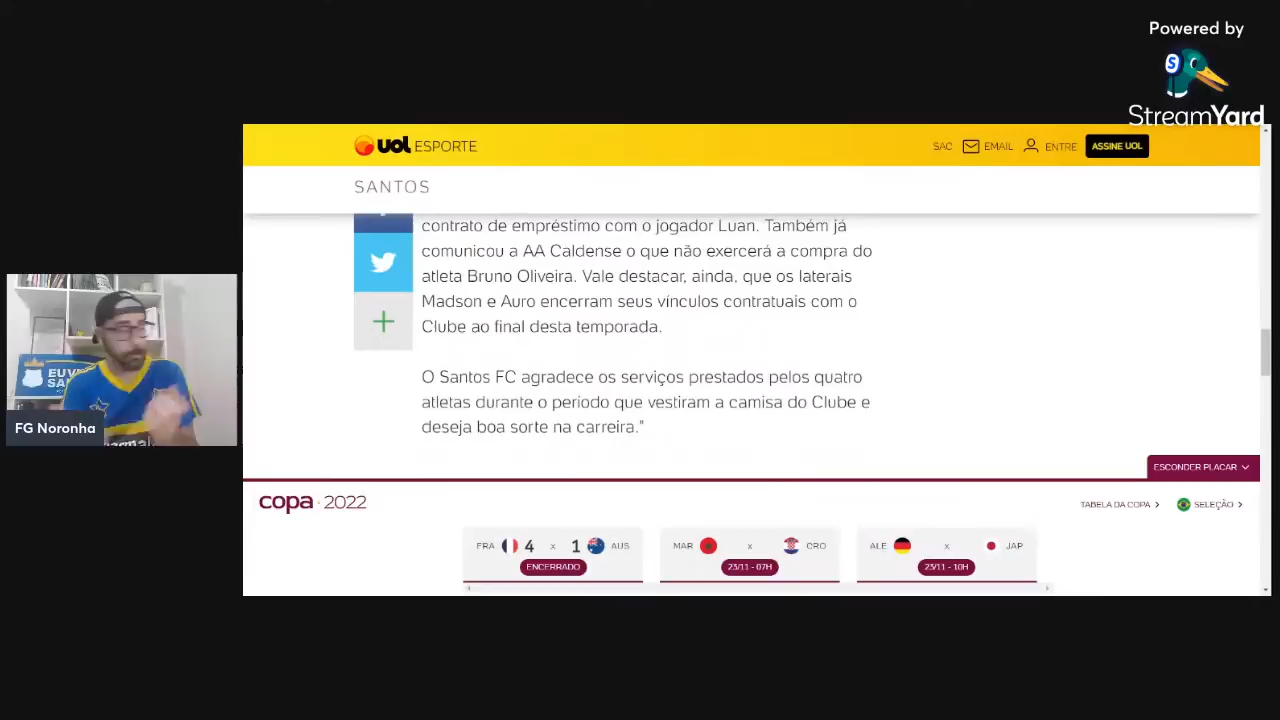 Powered by
StreamYard
UOL ESPORTE
SAC
EMAIL
ENTRE
ASSINE UOL
SANTOS
contrato de empréstimo com o jogador Luan. Também já
comunicou a AA Caldense o que não exercerá a compra do
atleta Bruno Oliveira. Vale destacar, ainda, que os laterais
Madson e Auro encerram seus vínculos contratuais com o
Clube ao final desta temporada.
O Santos FC agradece os serviços prestados pelos quatro
atletas durante o período que vestiram a camisa do Clube e
deseja boa sorte na carreira."
FG Noronha
ESCONDER PLACAR
copa 2022
TABELA DA COPA
SELEÇÃO
FRA 4 x 1 AUS
ENCERRADO
MAR x CRO
23/11 - 07H
ALE x JAP
23/11 - 10H